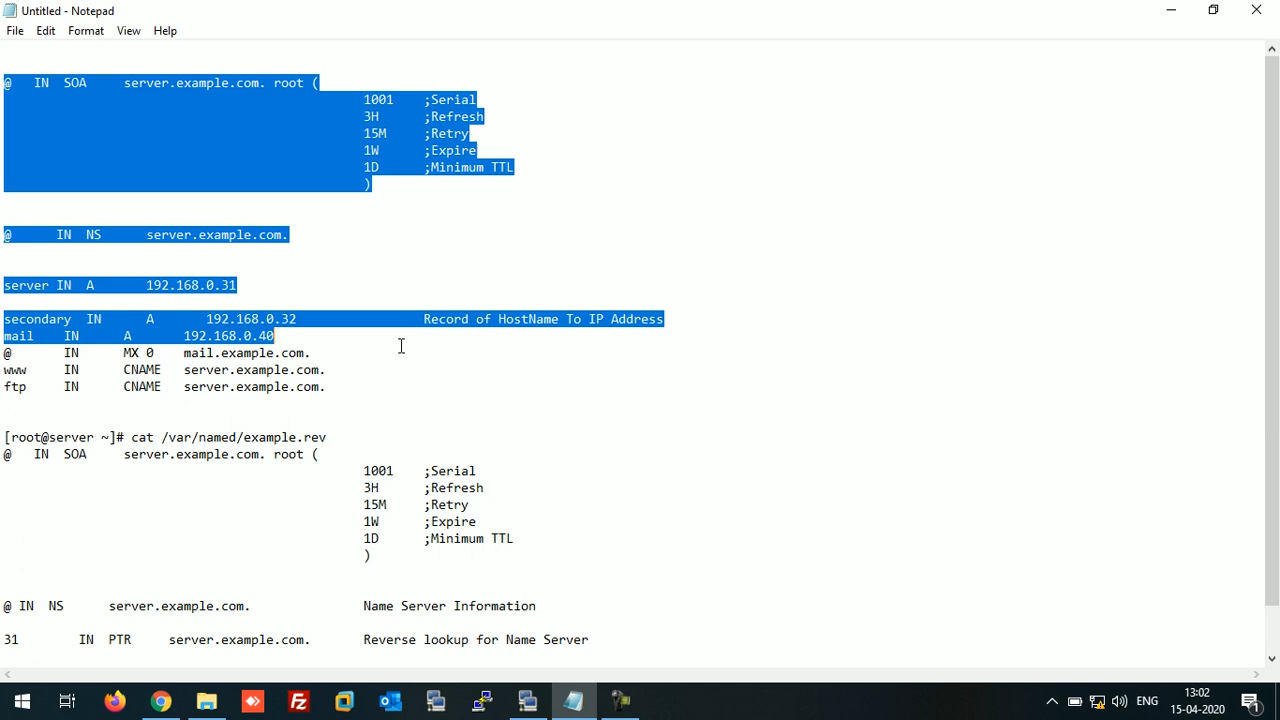 Untitled - Notepad
File Edit Format View Help
@ IN SOA server.example.com. root (
1001 ;Serial
3H ;Refresh
15M ;Retry
1W ;Expire
1D ;Minimum TTL
)
@ IN NS server.example.com.
server IN A 192.168.0.31
secondary IN A 192.168.0.32 Record of HostName To IP Address
mail IN A 192.168.0.40
@ IN MX 0 mail.example.com.
www IN CNAME server.example.com.
ftp IN CNAME server.example.com.
[root@server ~]# cat /var/named/example.rev
@ IN SOA server.example.com. root (
1001 ;Serial
3H ;Refresh
15M ;Retry
1W ;Expire
1D ;Minimum TTL
)
@ IN NS server.example.com. Name Server Information
31 IN PTR server.example.com. Reverse lookup for Name Server
ENG
13:02
15-04-2020
1